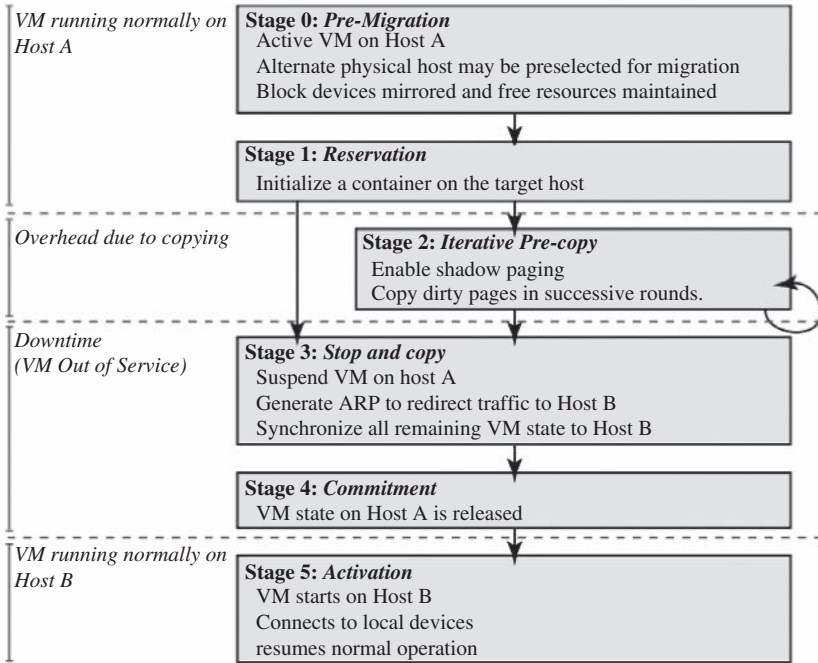 VM running normally on
Host A
Stage 0: Pre-Migration
Active VM on Host A
Alternate physical host may be preselected for migration
Block devices mirrored and free resources maintained
Stage 1: Reservation
Initialize a container on the target host
Overhead due to copying
Stage 2: Iterative Pre-copy
Enable shadow paging
Copy dirty pages in successive rounds.
Downtime
(VM Out of Service)
Stage 3: Stop and copy
Suspend VM on host A
Generate ARP to redirect traffic to Host B
Synchronize all remaining VM state to Host B
Stage 4: Commitment
VM state on Host A is released
VM running normally on
Host B
Stage 5: Activation
VM starts on Host B
Connects to local devices
resumes normal operation